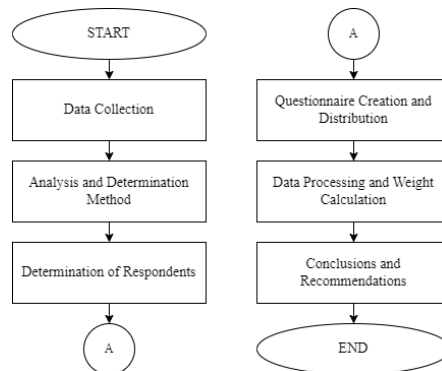 START
Data Collection
Analysis and Determination
Method
Determination of Respondents
A
A
Questionnaire Creation and
Distribution
Data Processing and Weight
Calculation
Conclusions and
Recommendations
END